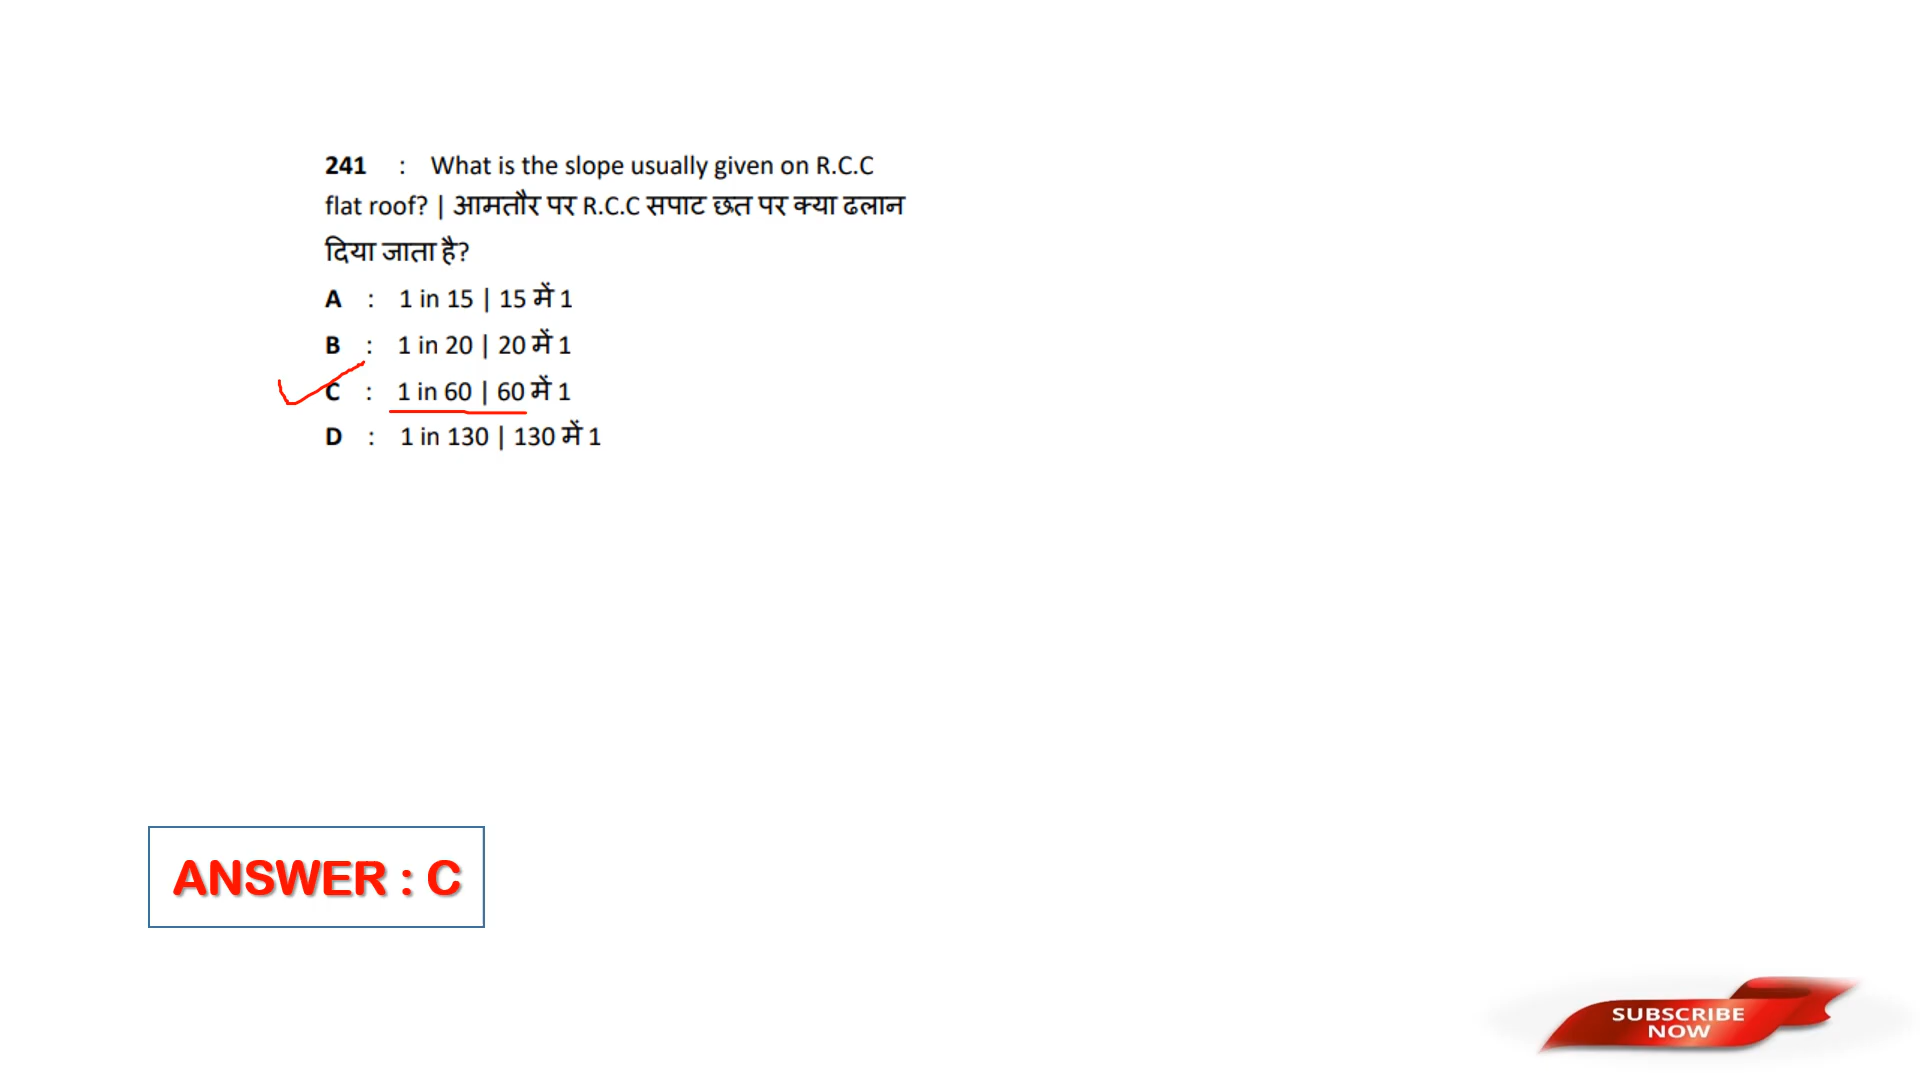 241 : What is the slope usually given on R.C.C
flat roof? | आमतौर पर R.C.C सपाट छत पर क्या ढलान
दिया जाता है?
A : 1 in 15 | 15 में 1
B : 1 in 20 | 20 में 1
C : 1 in 60 | 60 में 1
D : 1 in 130 | 130 में 1
ANSWER : C
SUBSCRIBE
NOW